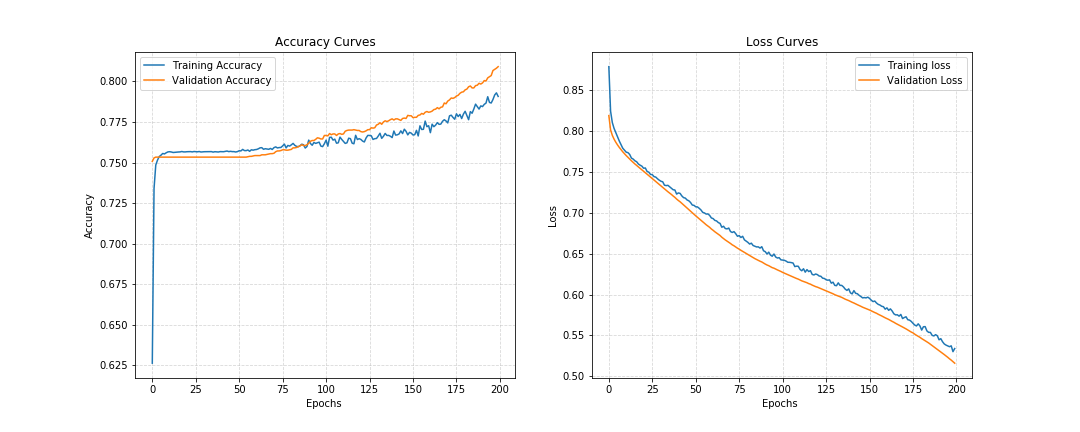 Accuracy Curves
Training Accuracy
Validation Accuracy
0.800
0.775
0.750
0.725
0.700
0.675
0.650
0.625
Accuracy
0 25 50 75 100 125 150 175 200
Epochs
Loss Curves
Training loss
Validation Loss
0.85
0.80
0.75
0.70
0.65
0.60
0.55
0.50
Loss
0 25 50 75 100 125 150 175 200
Epochs